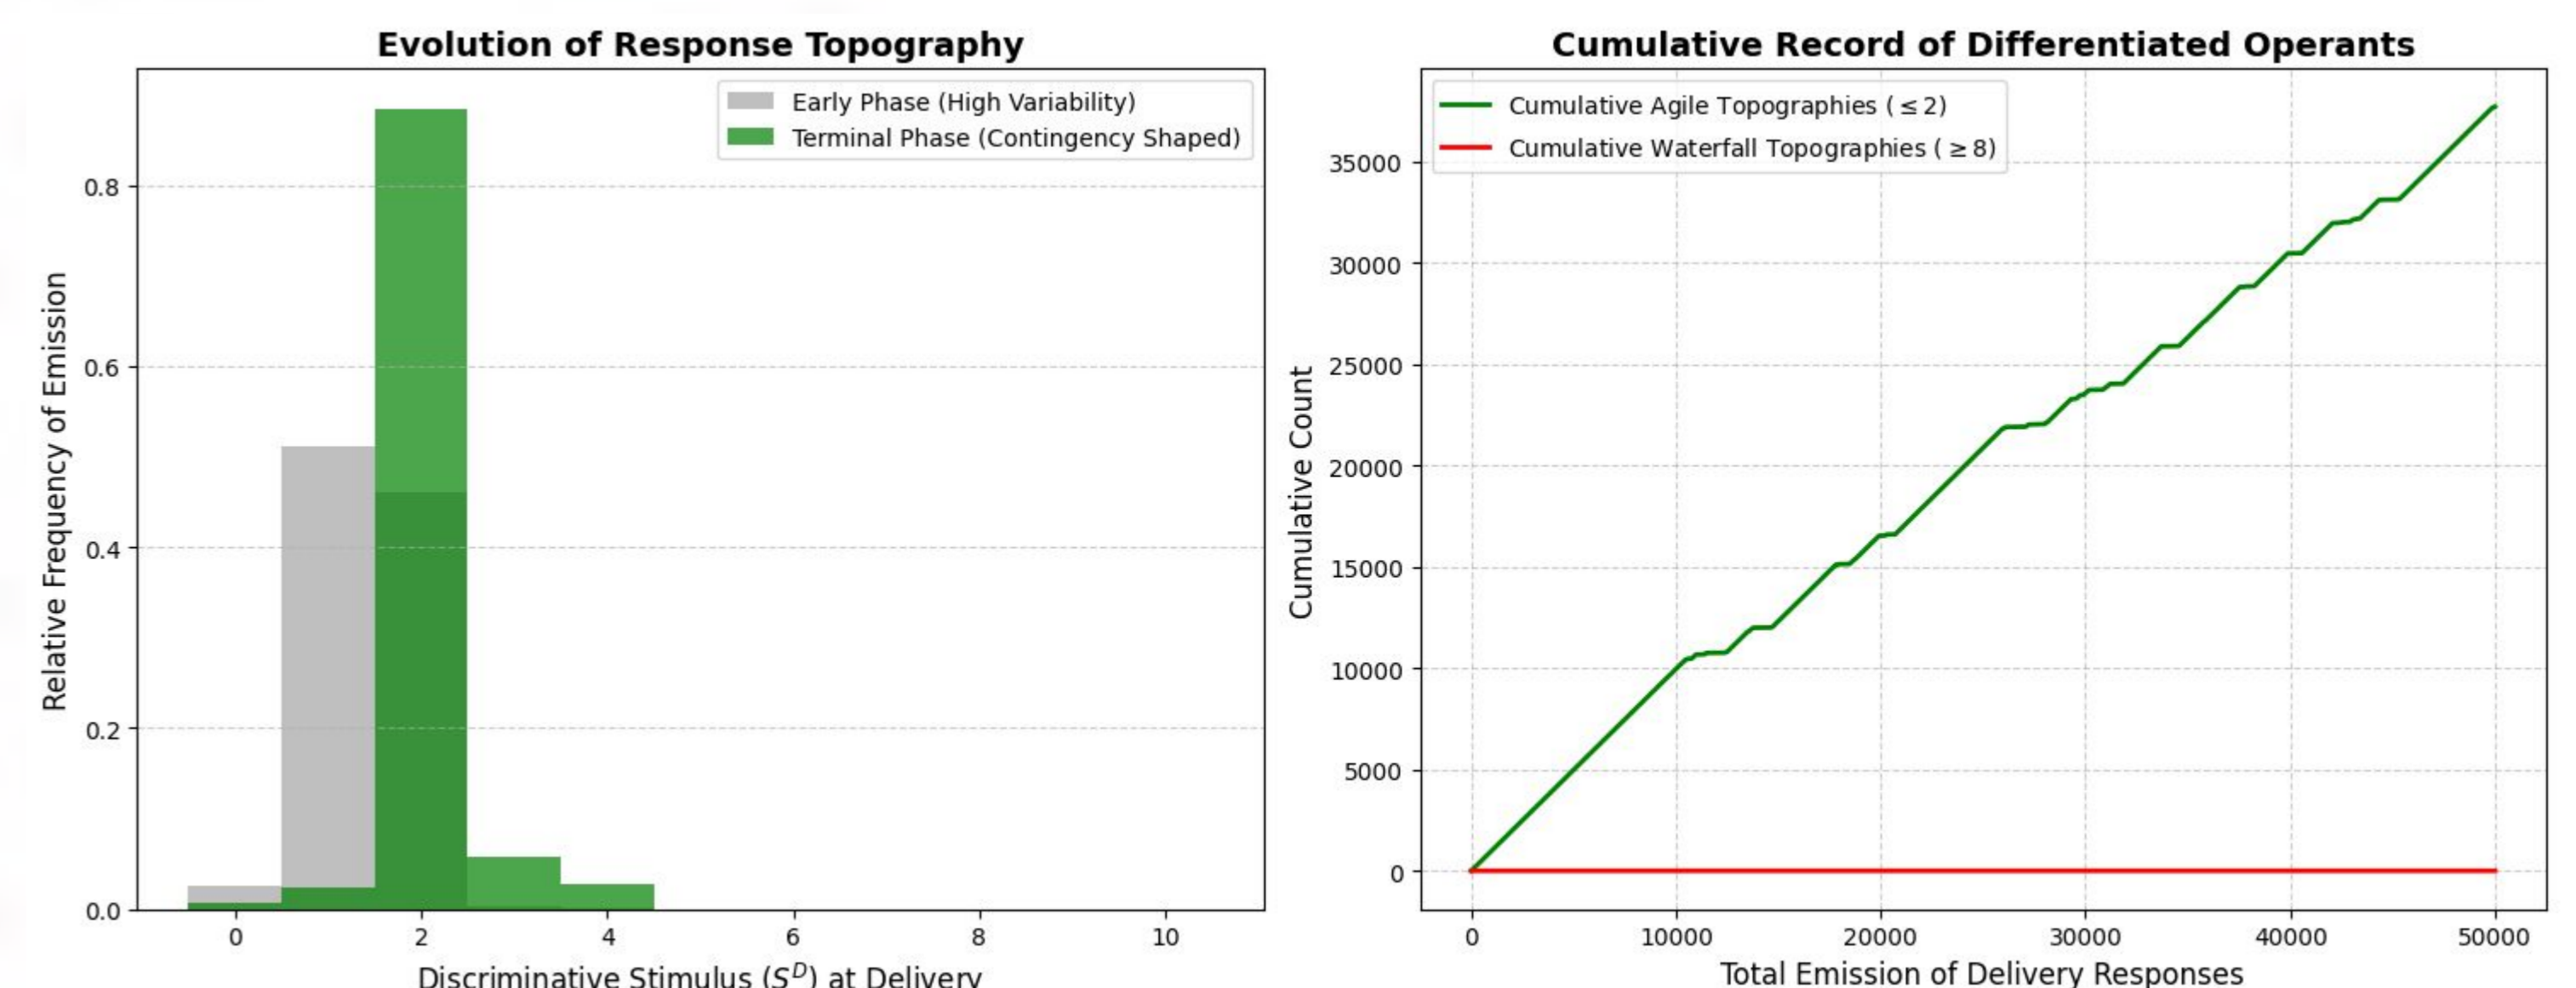 Evolution of Response Topography
Early Phase (High Variability)
Terminal Phase (Contingency Shaped)
Relative Frequency of Emission
0.8
0.6
0.4
0.2
0.0
0 2 4 6 8 10
Discriminative Stimulus (S^D) at Delivery
Cumulative Record of Differentiated Operants
Cumulative Agile Topographies (≤2)
Cumulative Waterfall Topographies (≥8)
Cumulative Count
35000
30000
25000
20000
15000
10000
5000
0
0 10000 20000 30000 40000 50000
Total Emission of Delivery Responses